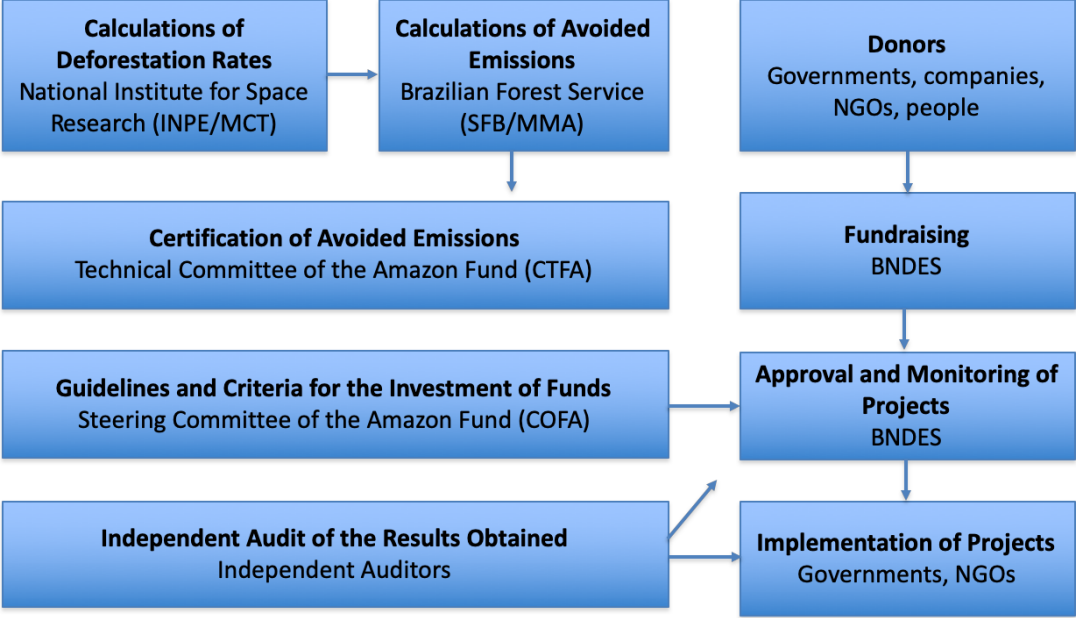 Calculations of
Deforestation Rates
National Institute for Space
Research (INPE/MCT)
Calculations of Avoided
Emissions
Brazilian Forest Service
(SFB/MMA)
Donors
Governments, companies,
NGOs, people
Certification of Avoided Emissions
Technical Committee of the Amazon Fund (CTFA)
Fundraising
BNDES
Guidelines and Criteria for the Investment of Funds
Steering Committee of the Amazon Fund (COFA)
Approval and Monitoring of
Projects
BNDES
Independent Audit of the Results Obtained
Independent Auditors
Implementation of Projects
Governments, NGOs